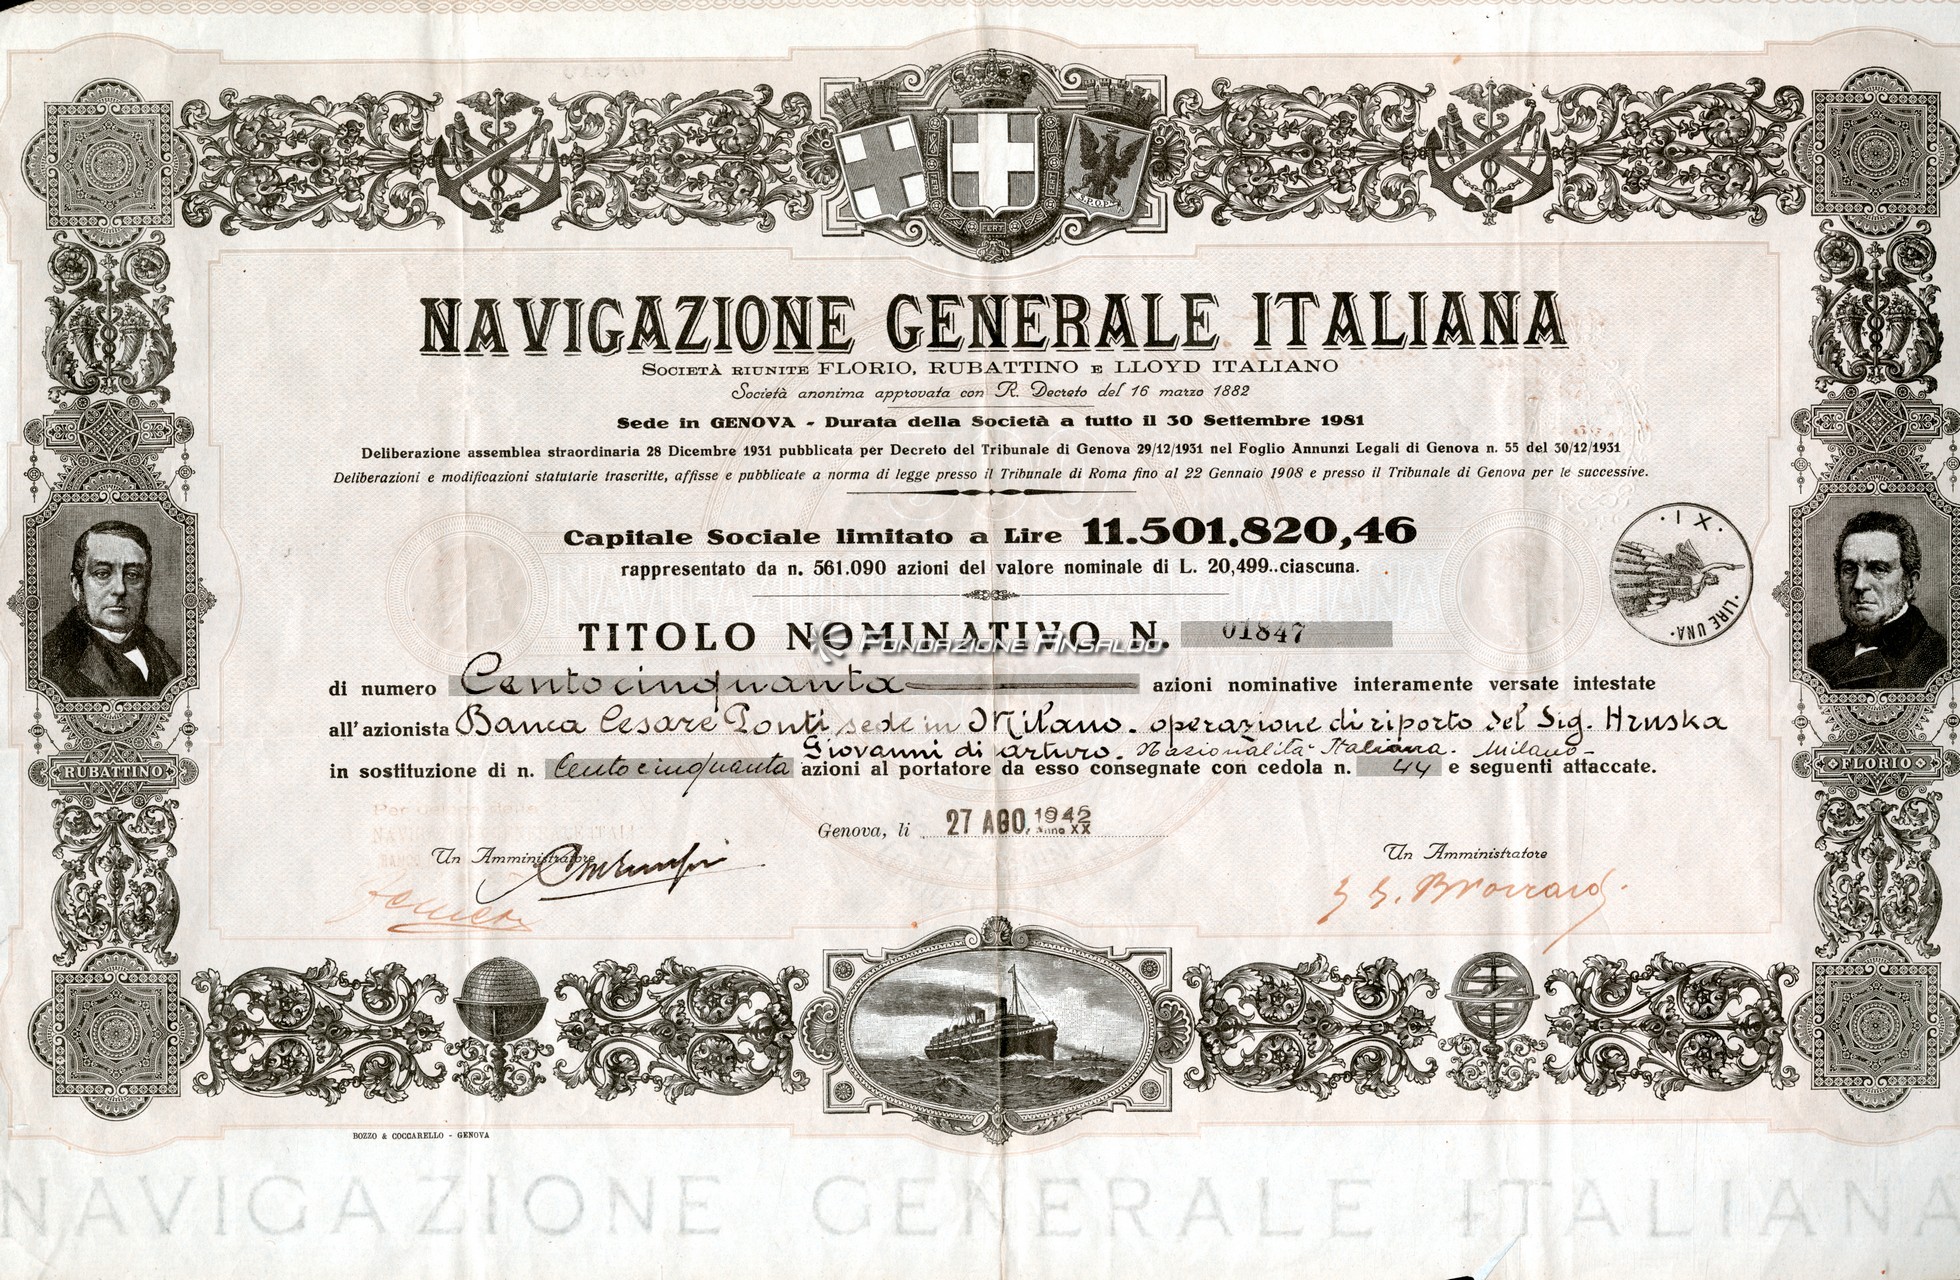 S.P.Q.P.
FERT
NAVIGAZIONE GENERALE ITALIANA
SOCIETÀ RIUNITE FLORIO, RUBATTINO E LLOYD ITALIANO
Società anonima approvata con R. Decreto del 16 marzo 1882
Sede in GENOVA - Durata della Società a tutto il 30 Settembre 1981
Deliberazione assemblea straordinaria 28 Dicembre 1931 pubblicata per Decreto del Tribunale di Genova 29/12/1931 nel Foglio Annunzi Legali di Genova n. 55 del 30/12/1931
Deliberazioni e modificazioni statutarie trascritte, affisse e pubblicate a norma di legge presso il Tribunale di Roma fino al 22 Gennaio 1908 e presso il Tribunale di Genova per le successive.
Capitale Sociale limitato a Lire 11.501.820,46
rappresentato da n. 561.090 azioni del valore nominale di L. 20,499..ciascuna.
· XI ·
· LIRE UNA ·
TITOLO NOMINATIVO N. 01847
Fondazione Ansaldo
di numero Centocinquanta azioni nominative interamente versate intestate
all'azionista Banca Cesare Ponti sede in Milano. operazione di riporto del Sig. Hruska
Giovanni di Arturo. Nazionalità Italiana. Milano-
in sostituzione di n. Centocinquanta azioni al portatore da esso consegnate con cedola n. 44 e seguenti attaccate.
RUBATTINO
FLORIO
NAVIGAZIONE GENERALE ITALI
Genova, li 27 AGO. 1942
Anno XX
Un Amministratore
Un Amministratore
BOZZO & COCCARELLO - GENOVA
NAVIGAZIONE GENERALE ITALIANA